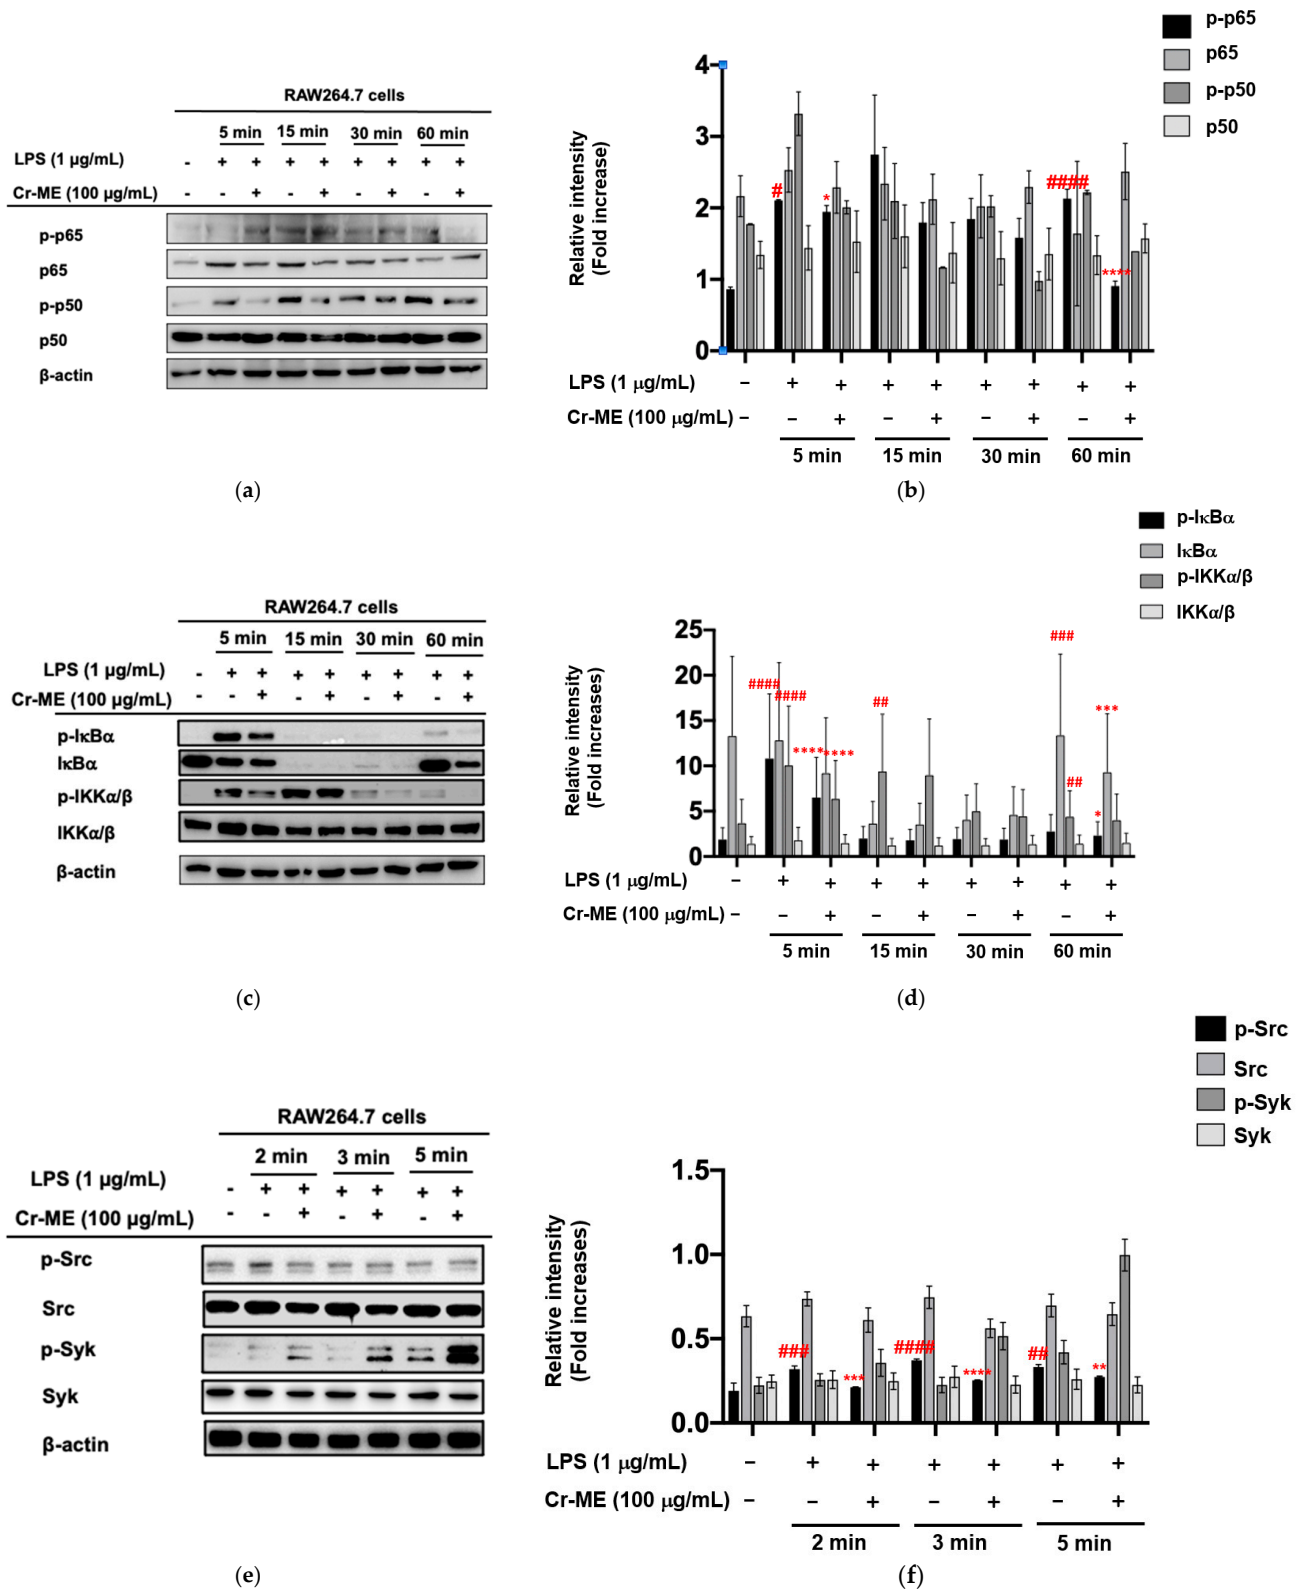 RAW264.7 cells
5 min 15 min 30 min 60 min
LPS (1 µg/mL) - + + + + + + + +
Cr-ME (100 µg/mL) - - + - + - + - +
p-p65
p65
p-p50
p50
β-actin
(a)
p-p65
p65
p-p50
p50
Relative intensity
(Fold increase)
4
3
2
1
0
# * #### ****
LPS (1 µg/mL) − + + + + + + + +
Cr-ME (100 µg/mL) − − + − + − + − +
5 min 15 min 30 min 60 min
(b)
RAW264.7 cells
5 min 15 min 30 min 60 min
LPS (1 µg/mL) - + + + + + + + +
Cr-ME (100 µg/mL) - - + - + - + - +
p-IκBα
IκBα
p-IKKα/β
IKKα/β
β-actin
(c)
p-IκBα
IκBα
p-IKKα/β
IKKα/β
Relative intensity
(Fold increases)
25
20
15
10
5
0
#### #### **** **** ## ### ## * ***
LPS (1 µg/mL) − + + + + + + + +
Cr-ME (100 µg/mL) − − + − + − + − +
5 min 15 min 30 min 60 min
(d)
RAW264.7 cells
2 min 3 min 5 min
LPS (1 µg/mL) - + + + + + +
Cr-ME (100 µg/mL) - - + - + - +
p-Src
Src
p-Syk
Syk
β-actin
(e)
p-Src
Src
p-Syk
Syk
Relative intensity
(Fold increases)
1.5
1.0
0.5
0.0
### *** #### **** ## **
LPS (1 µg/mL) − + + + + + +
Cr-ME (100 µg/mL) − − + − + − +
2 min 3 min 5 min
(f)